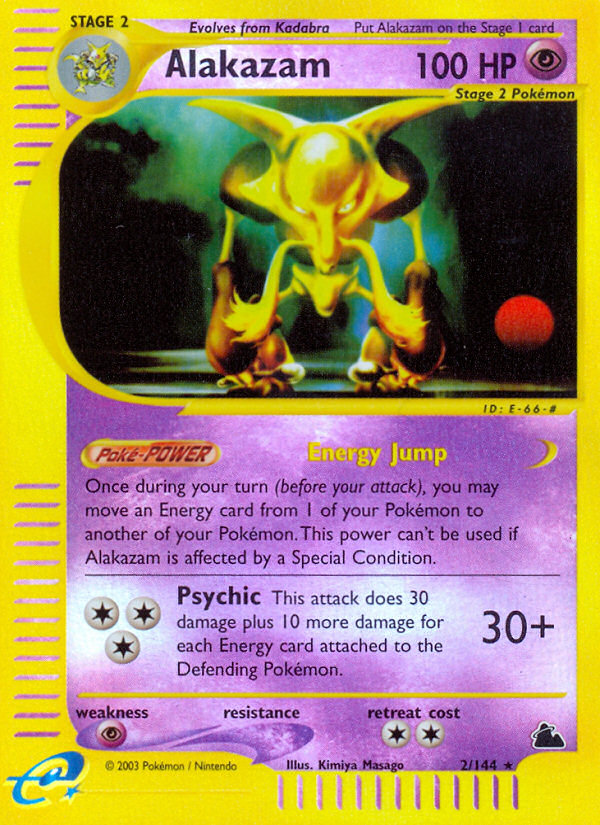 STAGE 2
Evolves from Kadabra
Put Alakazam on the Stage 1 card
Alakazam
100 HP
Stage 2 Pokémon
ID: E-66-#
Poké-POWER
Energy Jump
Once during your turn (before your attack), you may
move an Energy card from 1 of your Pokémon to
another of your Pokémon. This power can't be used if
Alakazam is affected by a Special Condition.
Psychic This attack does 30
damage plus 10 more damage for
each Energy card attached to the
Defending Pokémon.
30+
weakness
resistance
retreat cost
© 2003 Pokémon / Nintendo
Illus. Kimiya Masago
2/144 ★
e